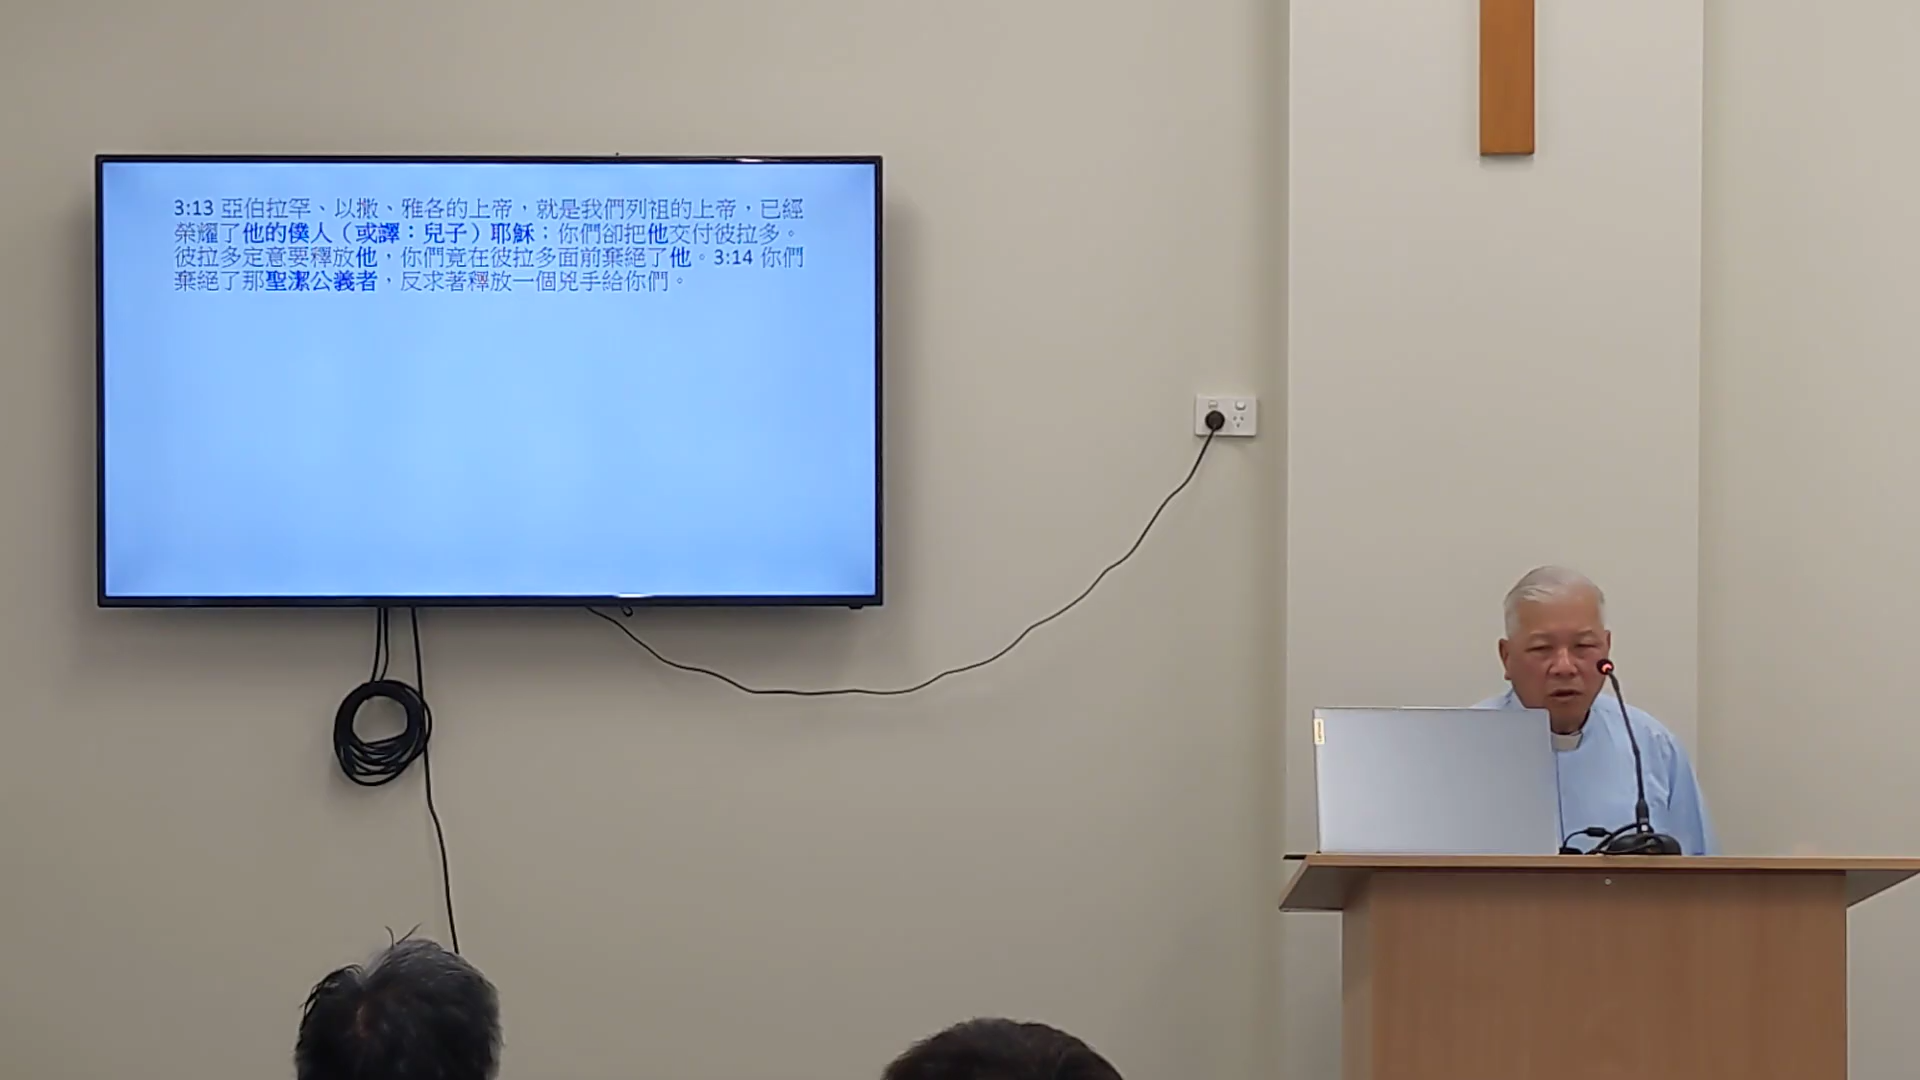 3:13 亞伯拉罕、以撒、雅各的上帝，就是我們列祖的上帝，已經
榮耀了他的僕人（或譯：兒子）耶穌；你們卻把他交付彼拉多。
彼拉多定意要釋放他，你們竟在彼拉多面前棄絕了他。3:14 你們
棄絕了那聖潔公義者，反求著釋放一個兇手給你們。